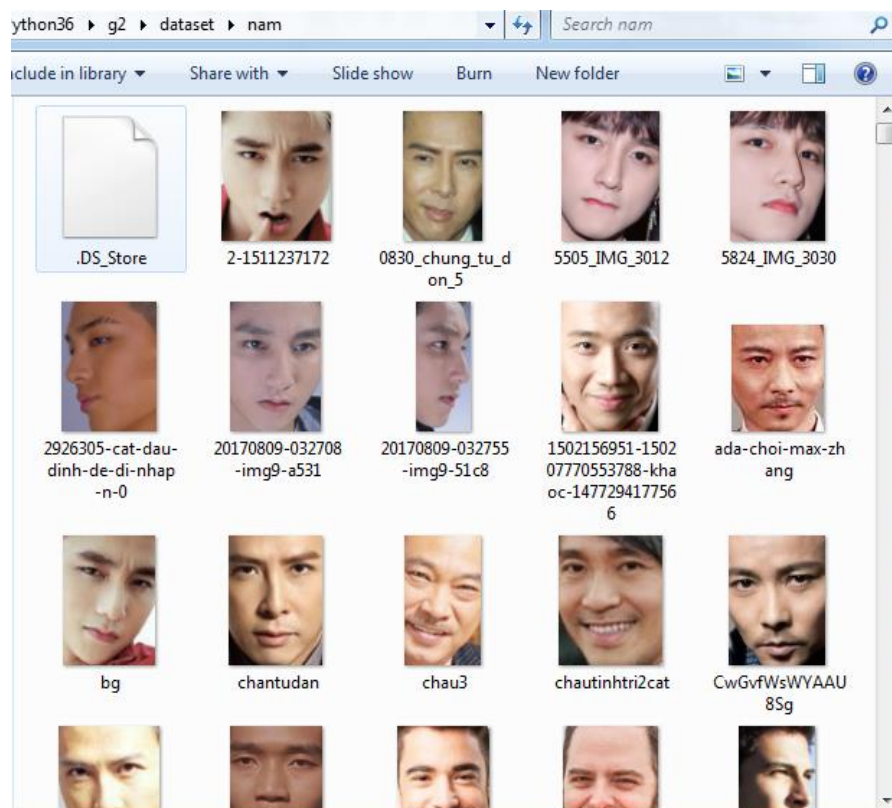 ython36 ▸ g2 ▸ dataset ▸ nam
Search nam
nclude in library
Share with
Slide show
Burn
New folder
.DS_Store
2-1511237172
0830_chung_tu_d
on_5
5505_IMG_3012
5824_IMG_3030
2926305-cat-dau-
dinh-de-di-nhap
-n-0
20170809-032708
-img9-a531
20170809-032755
-img9-51c8
1502156951-1502
07770553788-kha
oc-147729417756
6
ada-choi-max-zh
ang
bg
chantudan
chau3
chautinhtri2cat
CwGvfWsWYAAU
8Sg